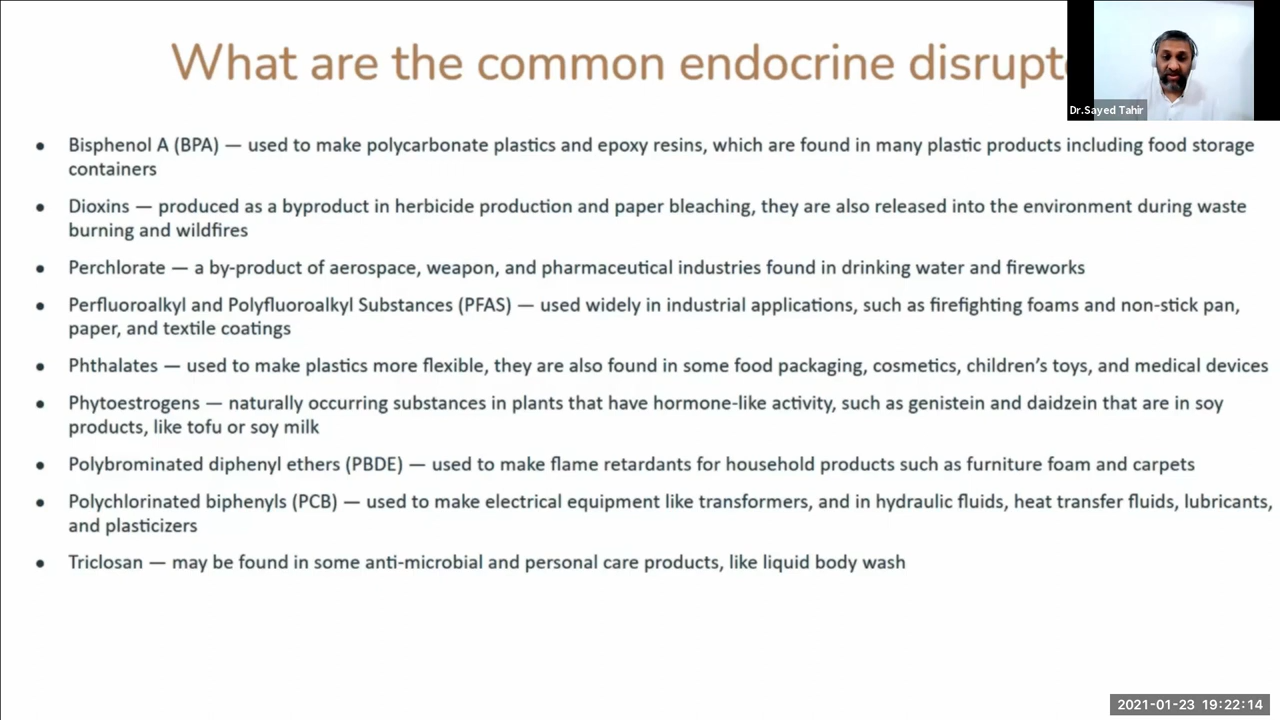 What are the common endocrine disrupt
Dr.Sayed Tahir
• Bisphenol A (BPA) — used to make polycarbonate plastics and epoxy resins, which are found in many plastic products including food storage
containers
• Dioxins — produced as a byproduct in herbicide production and paper bleaching, they are also released into the environment during waste
burning and wildfires
• Perchlorate — a by-product of aerospace, weapon, and pharmaceutical industries found in drinking water and fireworks
• Perfluoroalkyl and Polyfluoroalkyl Substances (PFAS) — used widely in industrial applications, such as firefighting foams and non-stick pan,
paper, and textile coatings
• Phthalates — used to make plastics more flexible, they are also found in some food packaging, cosmetics, children’s toys, and medical devices
• Phytoestrogens — naturally occurring substances in plants that have hormone-like activity, such as genistein and daidzein that are in soy
products, like tofu or soy milk
• Polybrominated diphenyl ethers (PBDE) — used to make flame retardants for household products such as furniture foam and carpets
• Polychlorinated biphenyls (PCB) — used to make electrical equipment like transformers, and in hydraulic fluids, heat transfer fluids, lubricants,
and plasticizers
• Triclosan — may be found in some anti-microbial and personal care products, like liquid body wash
2021-01-23 19:22:14